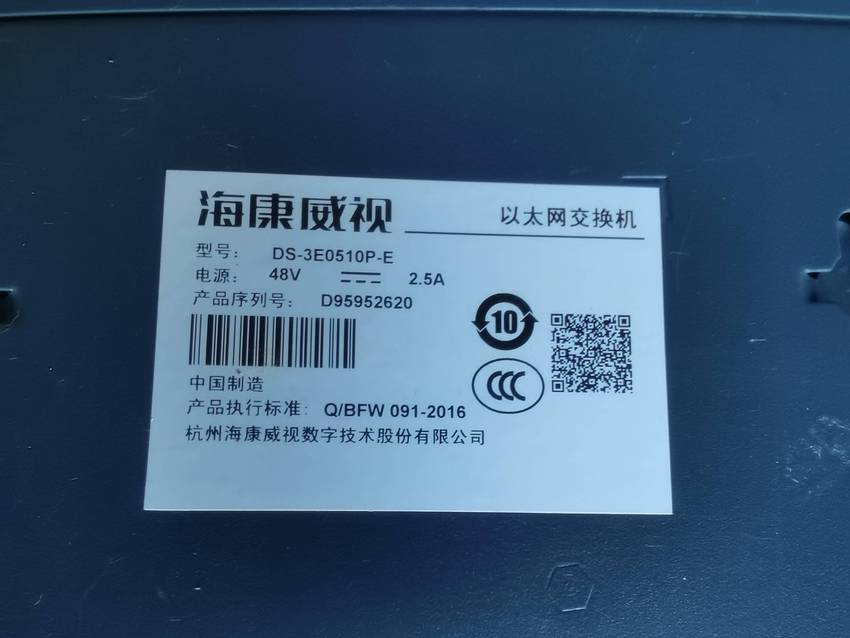 海康威视
以太网交换机
型号： DS-3E0510P-E
电源： 48V 2.5A
产品序列号： D95952620
10
CCC
中国制造
产品执行标准: Q/BFW 091-2016
杭州海康威视数字技术股份有限公司